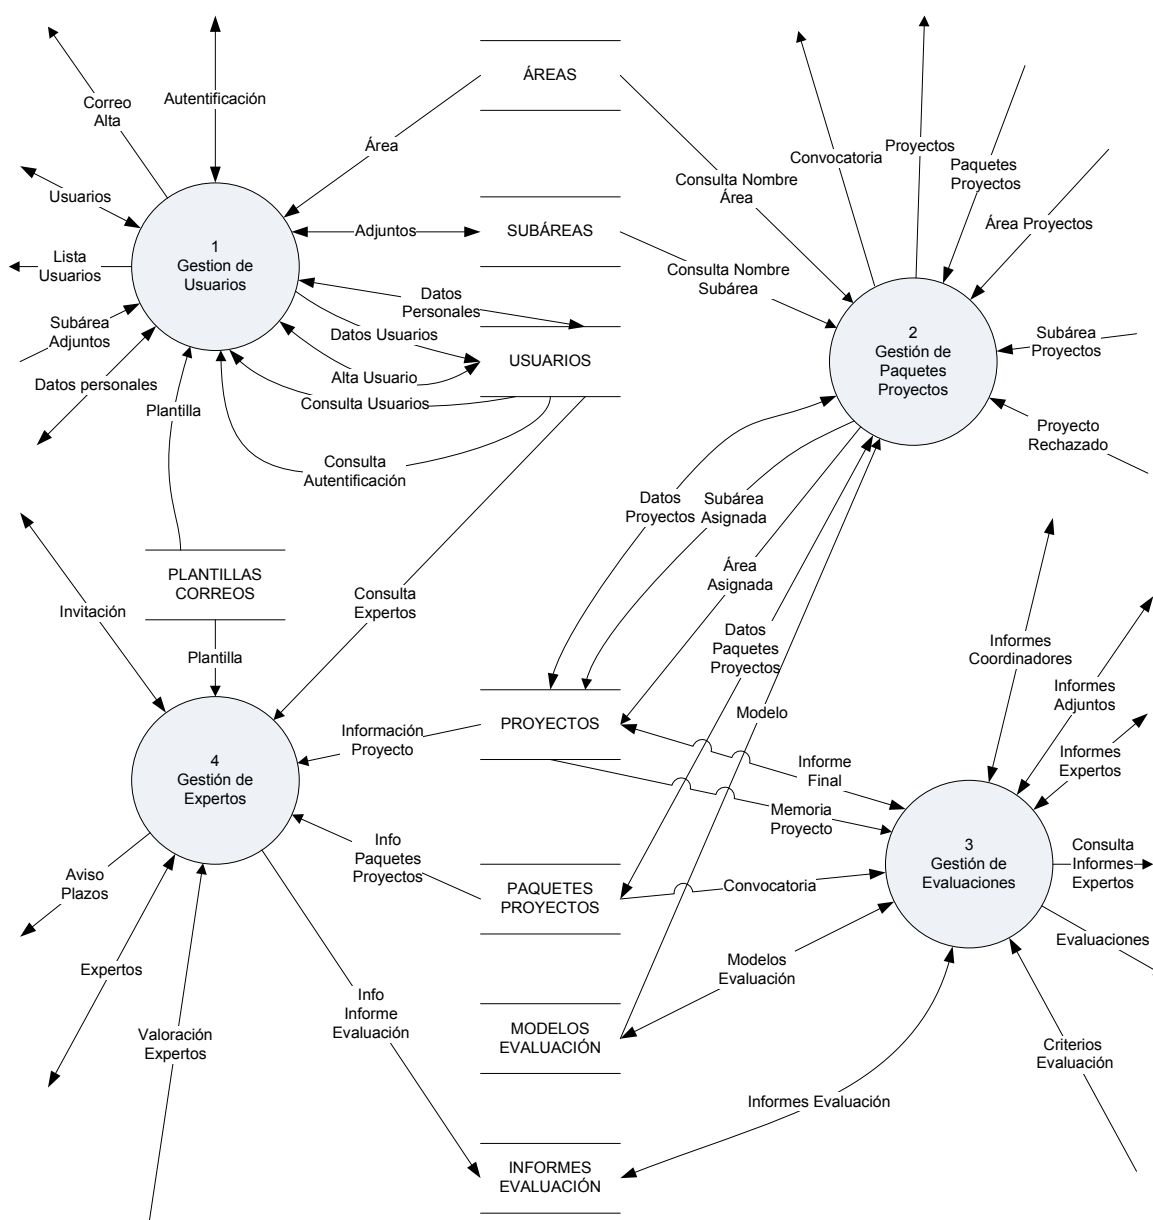 Correo
Alta
Autentificación
ÁREAS
Área
Convocatoria
Proyectos
Paquetes
Proyectos
Usuarios
Consulta Nombre
Área
Área Proyectos
1
Gestion de
Usuarios
Adjuntos
SUBÁREAS
Lista
Usuarios
Consulta Nombre
Subárea
Datos
Personales
Subárea
Adjuntos
Datos Usuarios
USUARIOS
2
Gestión de
Paquetes
Proyectos
Subárea
Proyectos
Datos personales
Alta Usuario
Plantilla
Consulta Usuarios
Proyecto
Rechazado
Consulta
Autentificación
Datos
Proyectos
Subárea
Asignada
PLANTILLAS
CORREOS
Área
Asignada
Invitación
Consulta
Expertos
Datos
Paquetes
Proyectos
Informes
Coordinadores
Plantilla
Informes
Adjuntos
Modelo
PROYECTOS
Información
Proyecto
Informes
Expertos
4
Gestión de
Expertos
Informe
Final
Memoria
Proyecto
Info
Paquetes
Proyectos
3
Gestión de
Evaluaciones
Consulta
Informes
Expertos
Aviso
Plazos
PAQUETES
PROYECTOS
Convocatoria
Evaluaciones
Expertos
Modelos
Evaluación
Info
Informe
Evaluación
Valoración
Expertos
MODELOS
EVALUACIÓN
Criterios
Evaluación
Informes Evaluación
INFORMES
EVALUACIÓN